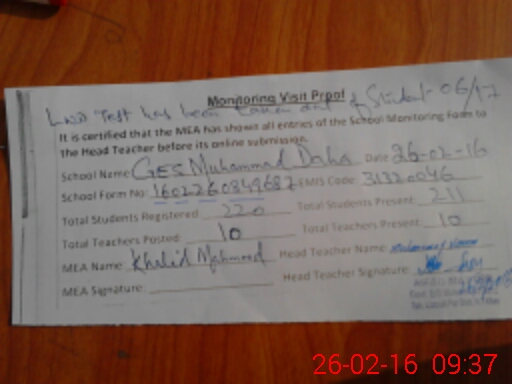 Monitoring Visit Proof
LND Test has been taken out of Student 06/17
It is certified that the MEA has shown all entries of the School Monitoring Form to
the Head Teacher before its online submission.
School Name GES Muhammad Daha Date 26-02-16
School Form No: 1602260849687 EMIS Code: 31320046
Total Students Registered: 220 Total Students Present: 211
Total Teachers Posted: 10 Total Teachers Present: 10
MEA Name: Khalid Mahmood Head Teacher Name:
MEA Signature: Head Teacher Signature:
26-02-16 09:37